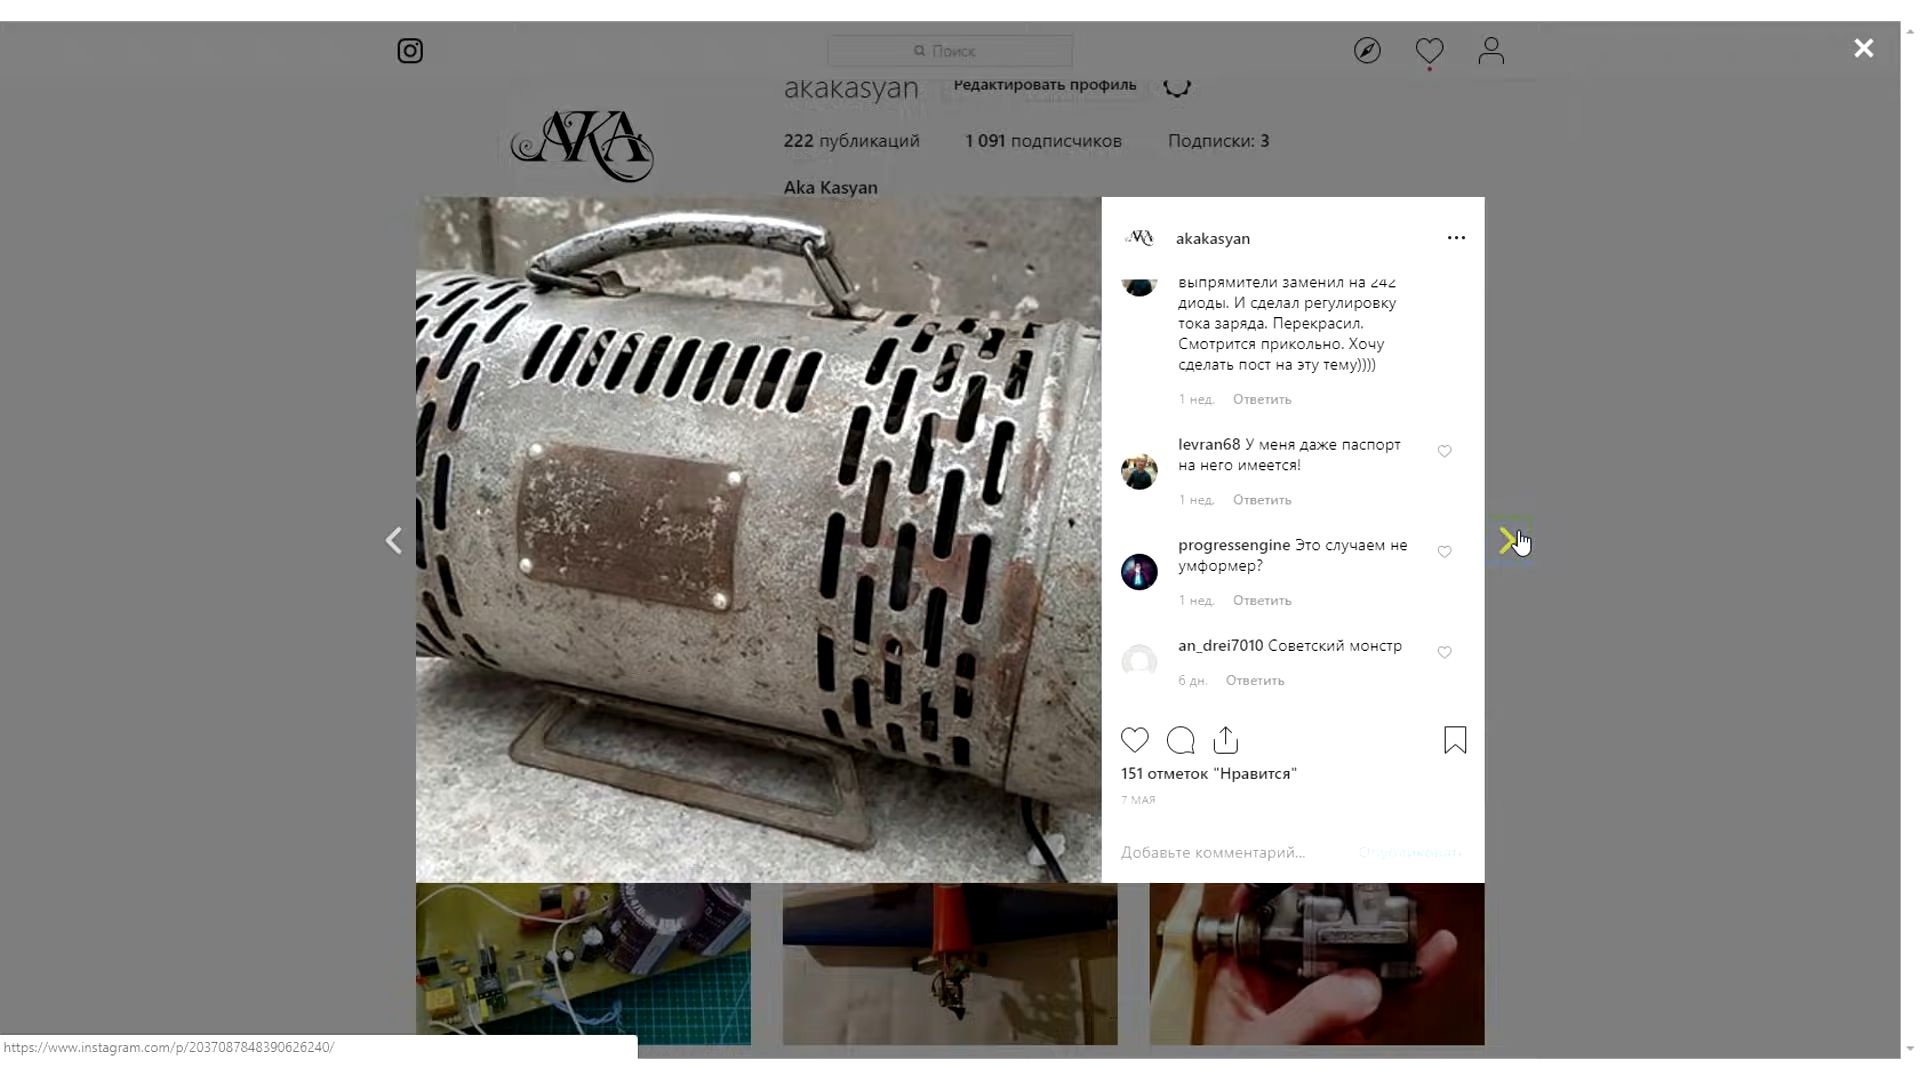 Поиск
akakasyan
Редактировать профиль
AKA
222 публикаций
1 091 подписчиков
Подписки: 3
Aka Kasyan
akakasyan
выпрямители заменил на 242
диоды. И сделал регулировку
тока заряда. Перекрасил.
Смотрится прикольно. Хочу
сделать пост на эту тему))))
1 нед. Ответить
levran68 У меня даже паспорт
на него имеется!
1 нед. Ответить
progressengine Это случаем не
умформер?
1 нед. Ответить
an_drei7010 Советский монстр
6 дн. Ответить
151 отметок "Нравится"
7 МАЯ
Добавьте комментарий...
Опубликовать
https://www.instagram.com/p/2037087848390626240/